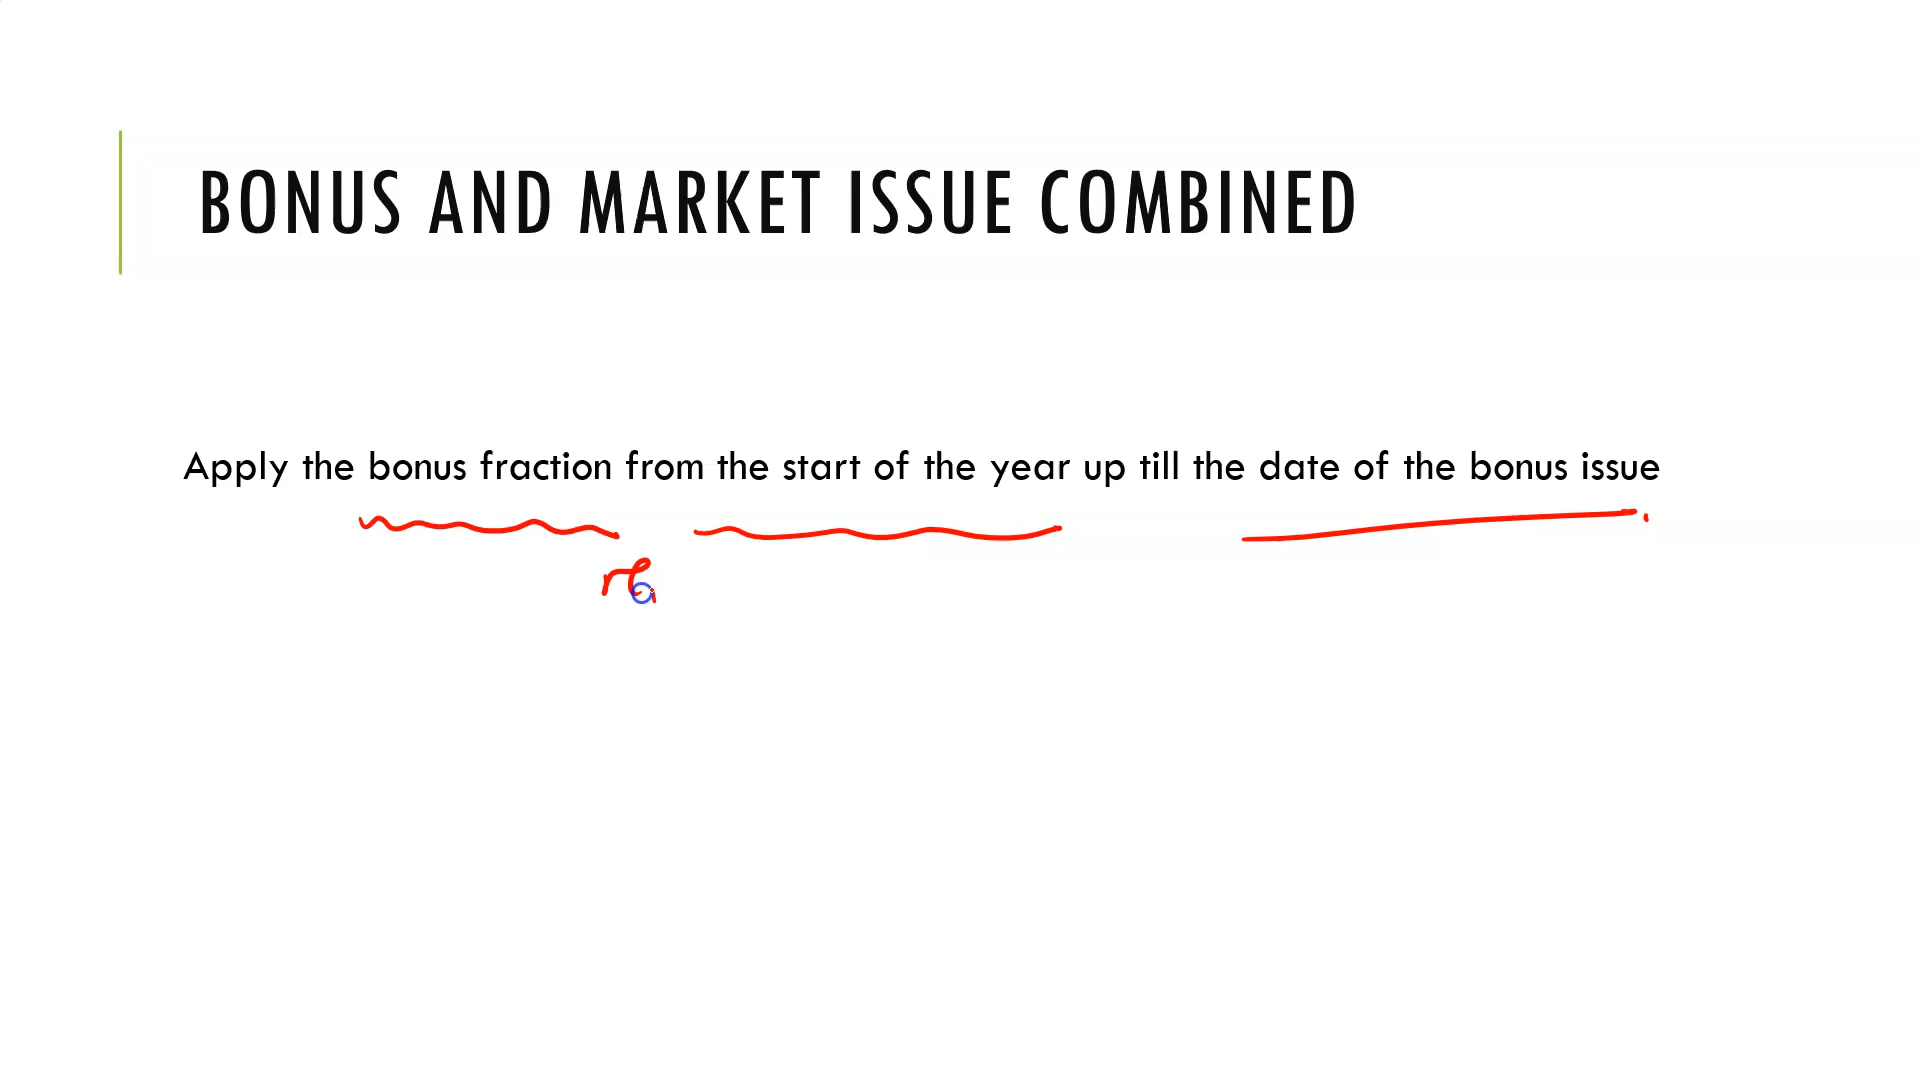 BONUS AND MARKET ISSUE COMBINED
Apply the bonus fraction from the start of the year up till the date of the bonus issue